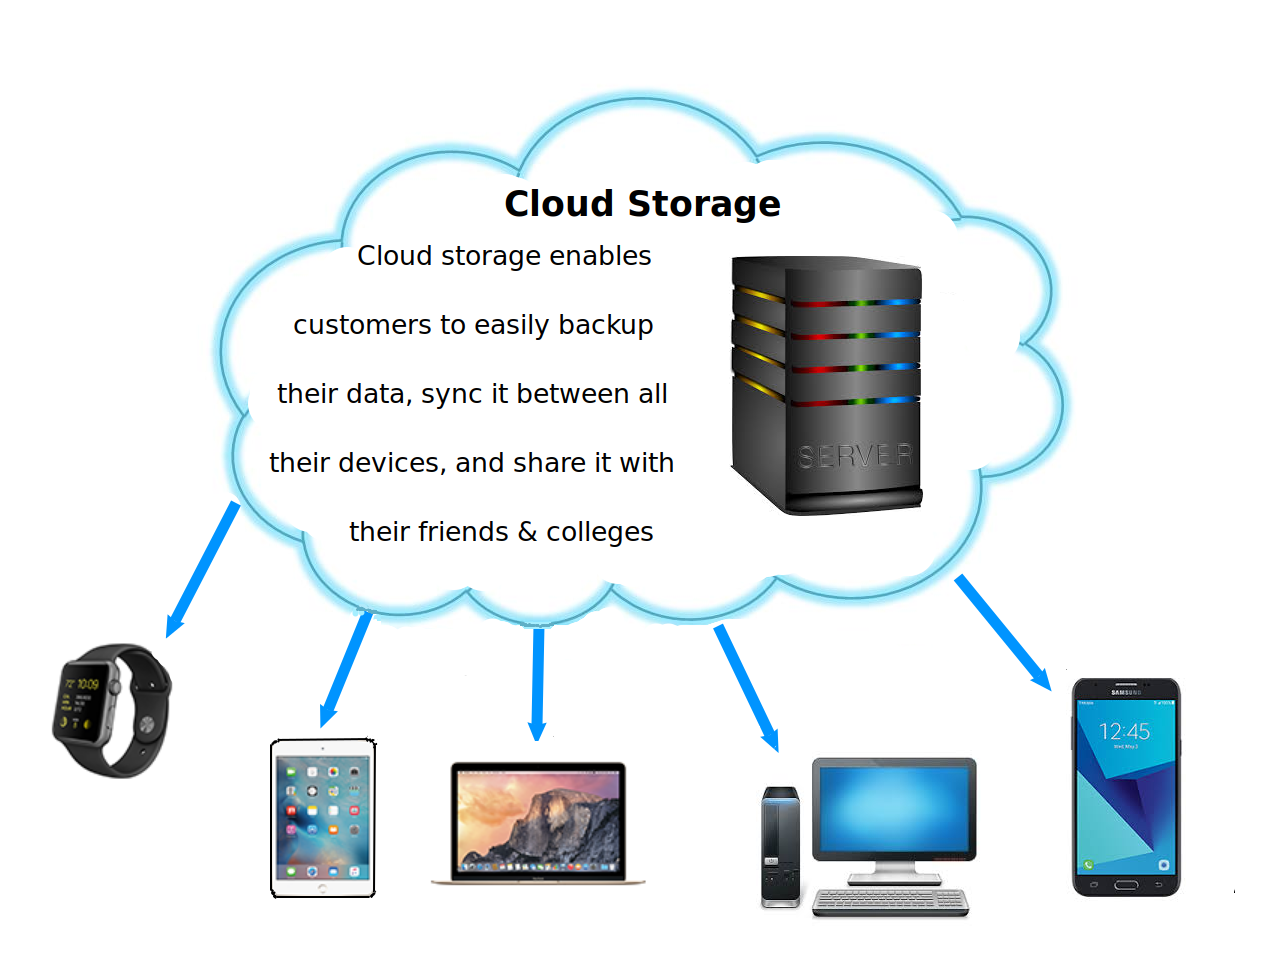 Cloud Storage
Cloud storage enables
customers to easily backup
their data, sync it between all
their devices, and share it with
their friends & colleges
SERVER
72° 10:09
SAMSUNG
12:45